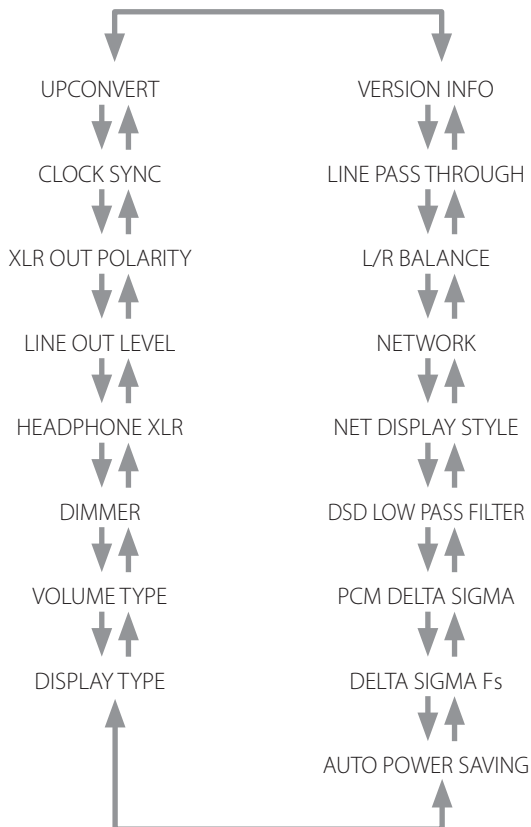 UPCONVERT
CLOCK SYNC
XLR OUT POLARITY
LINE OUT LEVEL
HEADPHONE XLR
DIMMER
VOLUME TYPE
DISPLAY TYPE
VERSION INFO
LINE PASS THROUGH
L/R BALANCE
NETWORK
NET DISPLAY STYLE
DSD LOW PASS FILTER
PCM DELTA SIGMA
DELTA SIGMA Fs
AUTO POWER SAVING